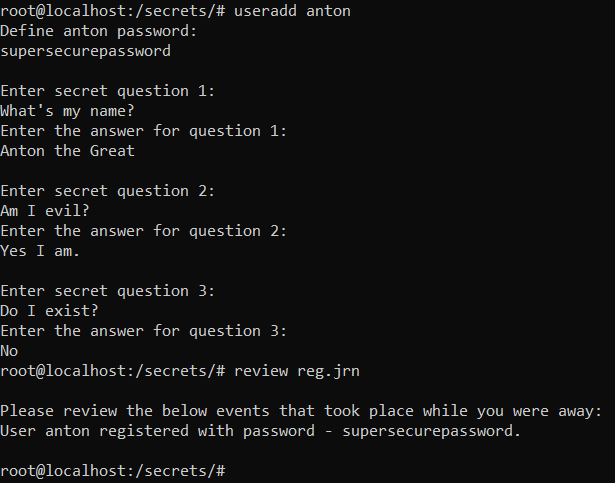 root@localhost:/secrets/# useradd anton
Define anton password:
supersecurepassword
Enter secret question 1:
What's my name?
Enter the answer for question 1:
Anton the Great
Enter secret question 2:
Am I evil?
Enter the answer for question 2:
Yes I am.
Enter secret question 3:
Do I exist?
Enter the answer for question 3:
No
root@localhost:/secrets/# review reg.jrn
Please review the below events that took place while you were away:
User anton registered with password - supersecurepassword.
root@localhost:/secrets/#